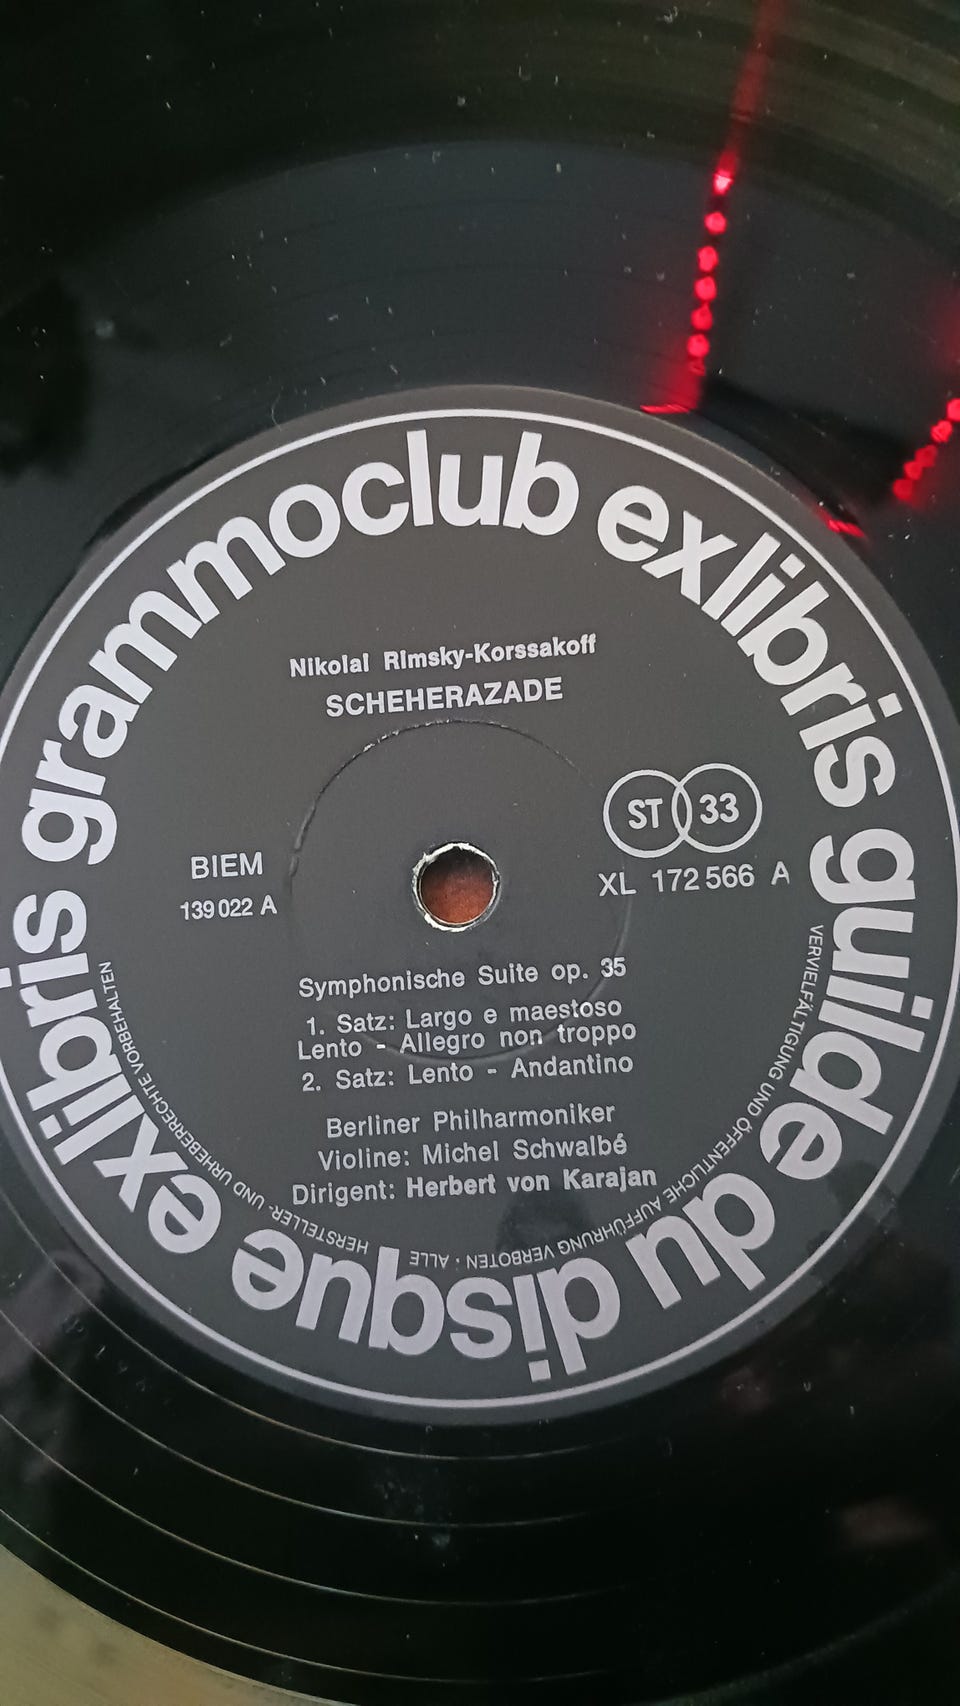 exlibris grammoclub exlibris guilde du disque
Nikolai Rimsky-Korssakoff
SCHEHERAZADE
ST 33
BIEM
XL 172 566 A
139 022 A
Symphonische Suite op. 35
1. Satz: Largo e maestoso
Lento - Allegro non troppo
2. Satz: Lento - Andantino
Berliner Philharmoniker
Violine: Michel Schwalbé
Dirigent: Herbert von Karajan
VERVIELFÄLTIGUNG UND ÖFFENTLICHE AUFFÜHRUNG VERBOTEN · ALLE HERSTELLER- UND URHEBERRECHTE VORBEHALTEN